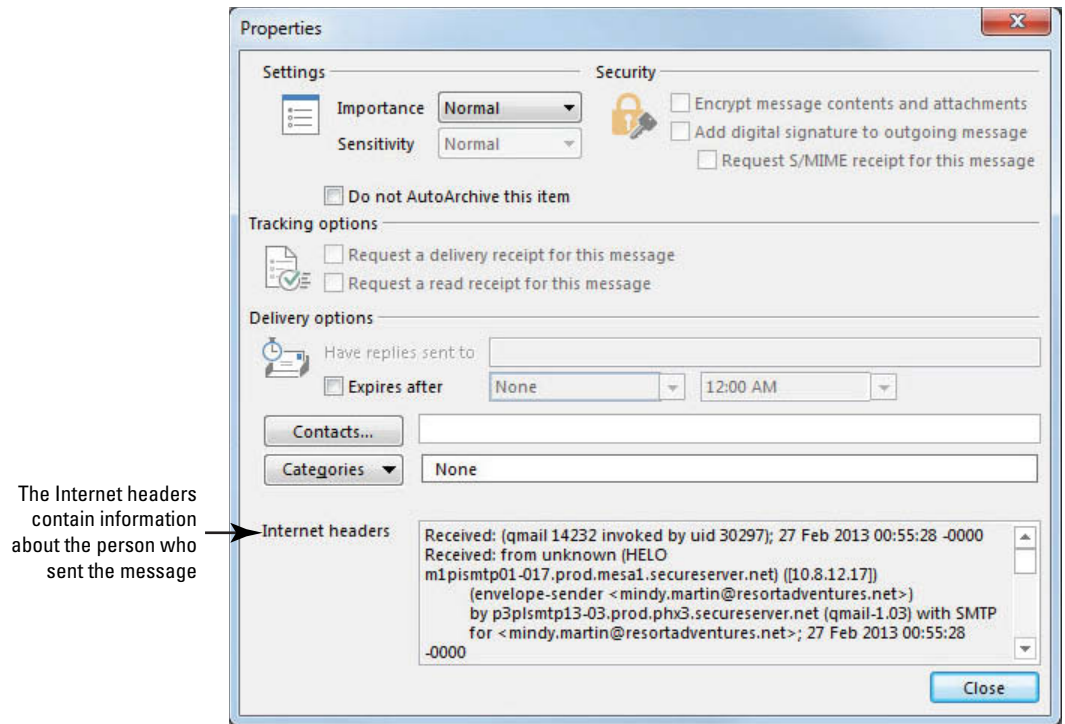 Properties
Settings
Security
Importance Normal
Sensitivity Normal
Encrypt message contents and attachments
Add digital signature to outgoing message
Request S/MIME receipt for this message
Do not AutoArchive this item
Tracking options
Request a delivery receipt for this message
Request a read receipt for this message
Delivery options
Have replies sent to
Expires after None 12:00 AM
Contacts...
Categories None
The Internet headers
contain information
about the person who
sent the message
Internet headers
Received: (qmail 14232 invoked by uid 30297); 27 Feb 2013 00:55:28 -0000
Received: from unknown (HELO
m1pismtp01-017.prod.mesa1.secureserver.net) ([10.8.12.17])
(envelope-sender <mindy.martin@resortadventures.net>)
by p3plsmtp13-03.prod.phx3.secureserver.net (qmail-1.03) with SMTP
for <mindy.martin@resortadventures.net>; 27 Feb 2013 00:55:28
-0000
Close